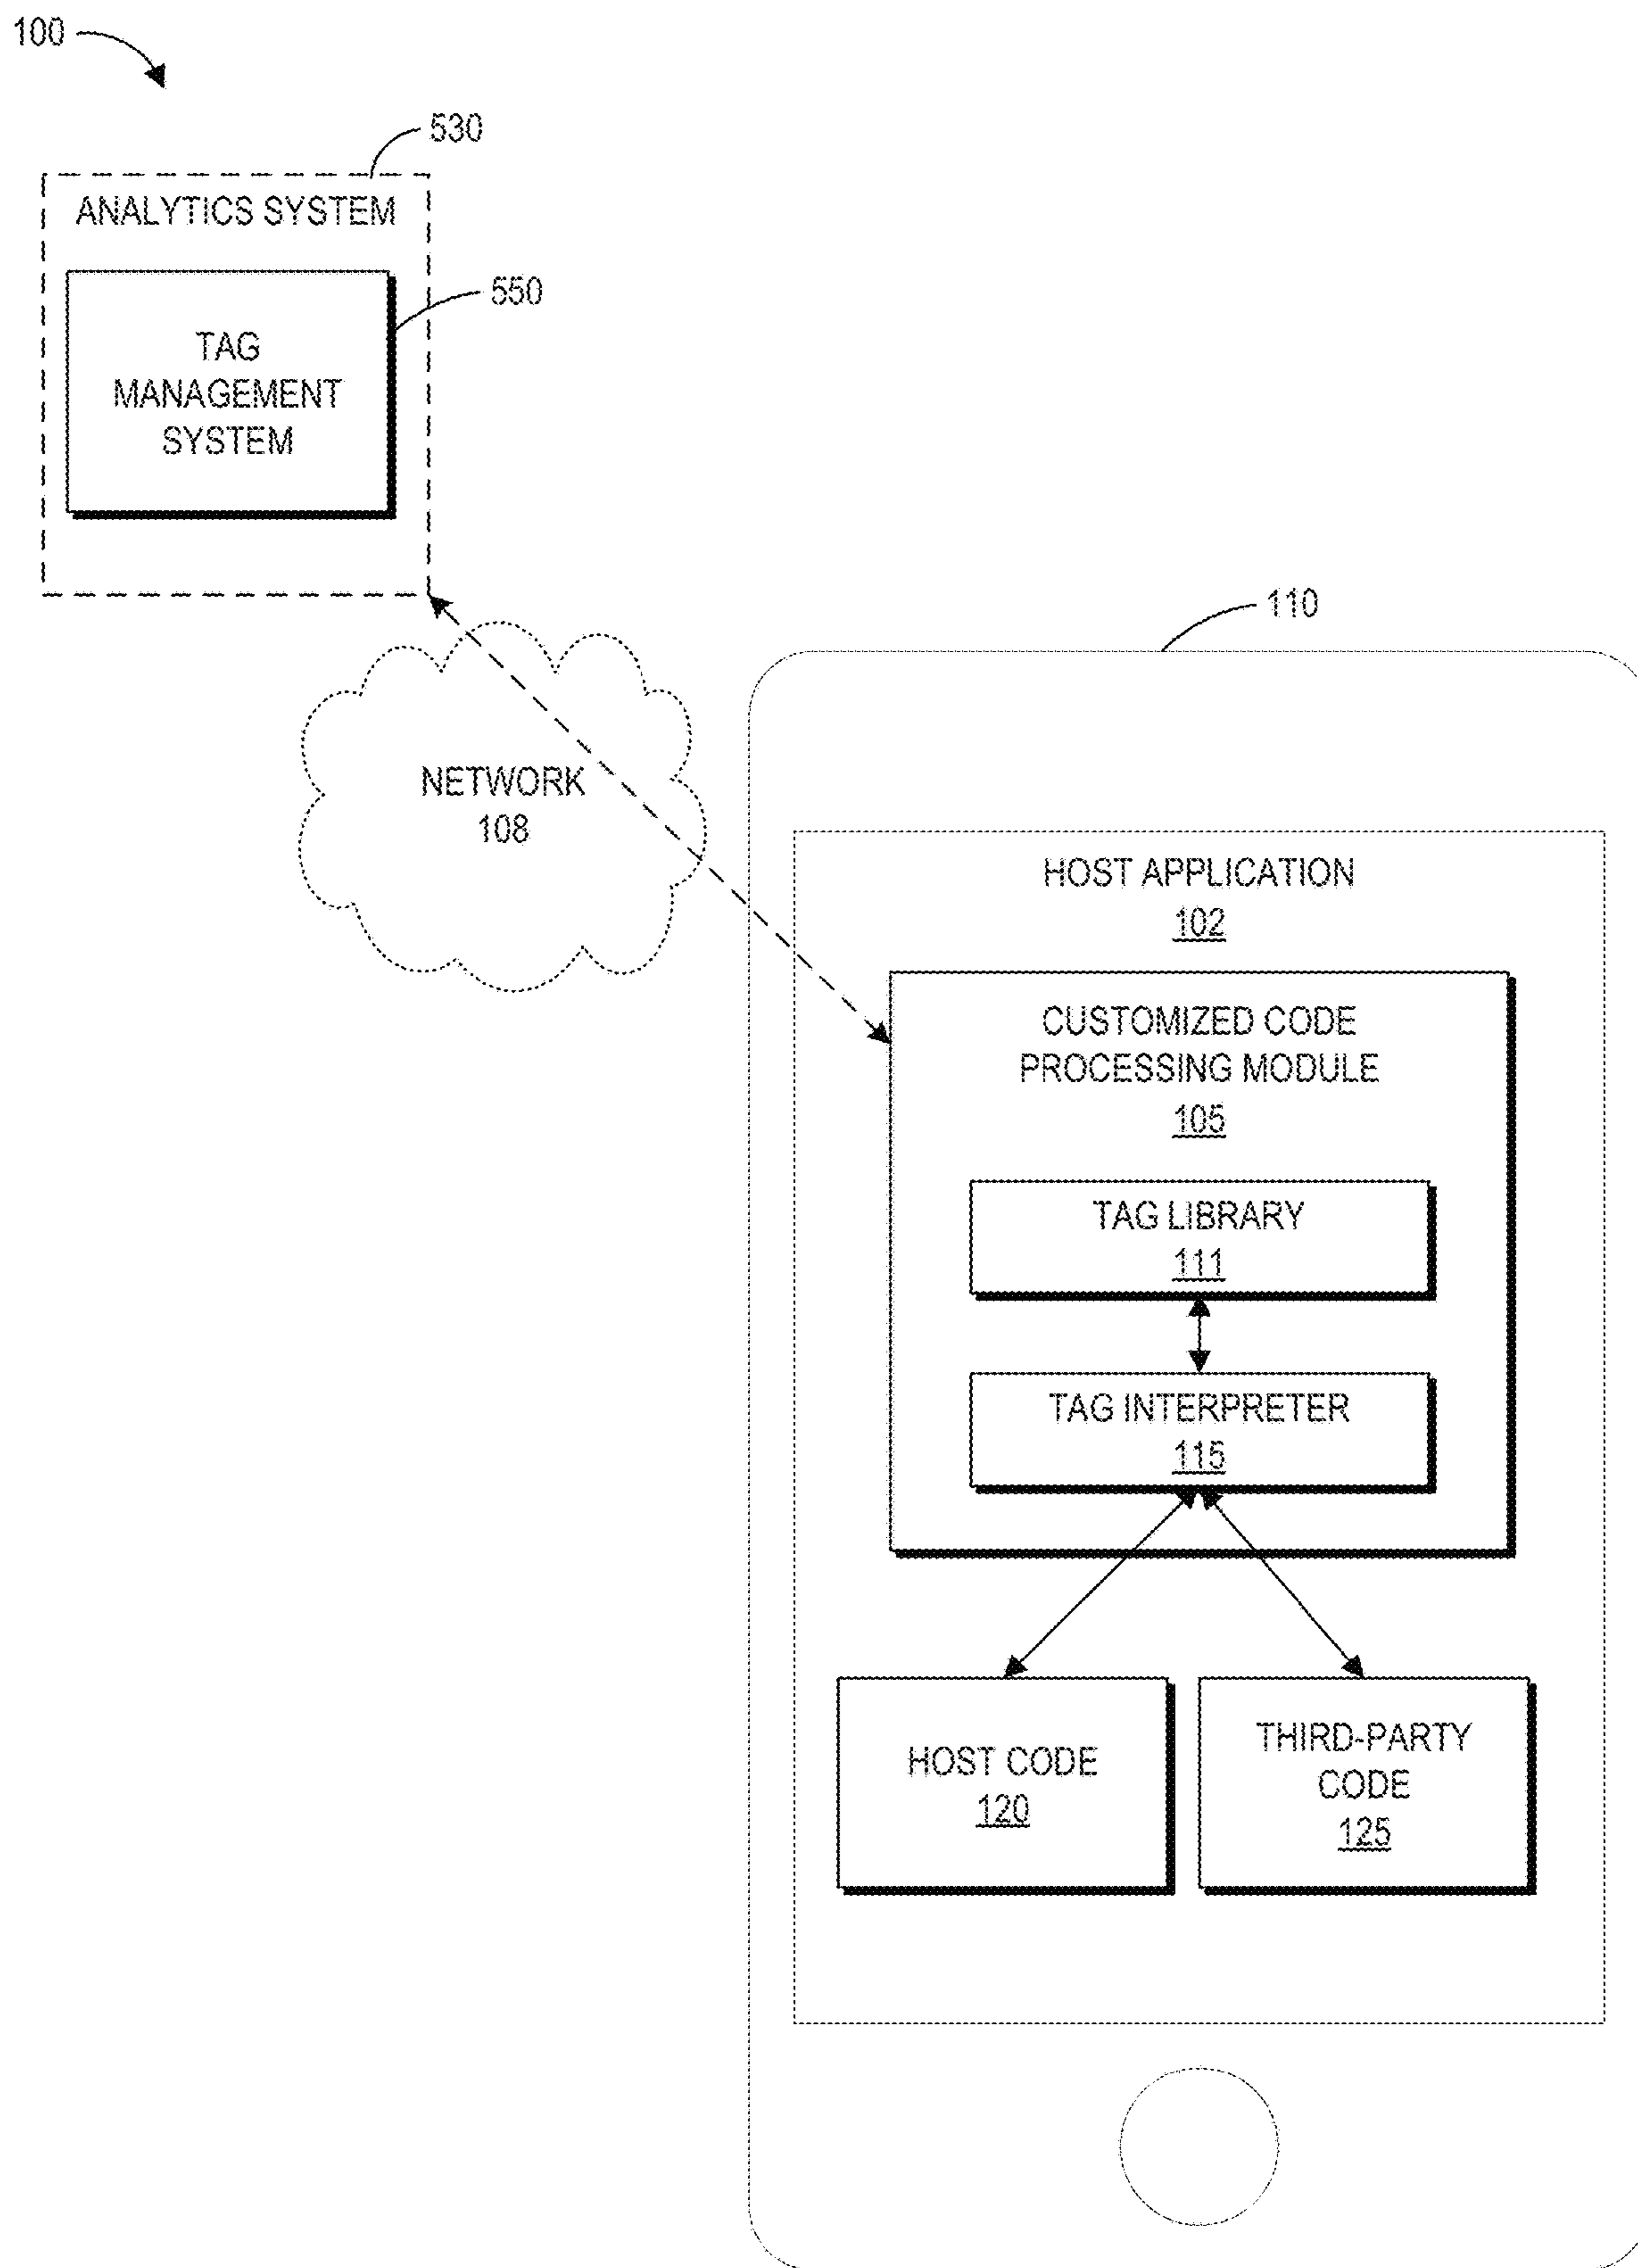 100
530
ANALYTICS SYSTEM
550
TAG
MANAGEMENT
SYSTEM
110
NETWORK
108
HOST APPLICATION
102
CUSTOMIZED CODE
PROCESSING MODULE
105
TAG LIBRARY
111
TAG INTERPRETER
115
HOST CODE
120
THIRD-PARTY
CODE
125